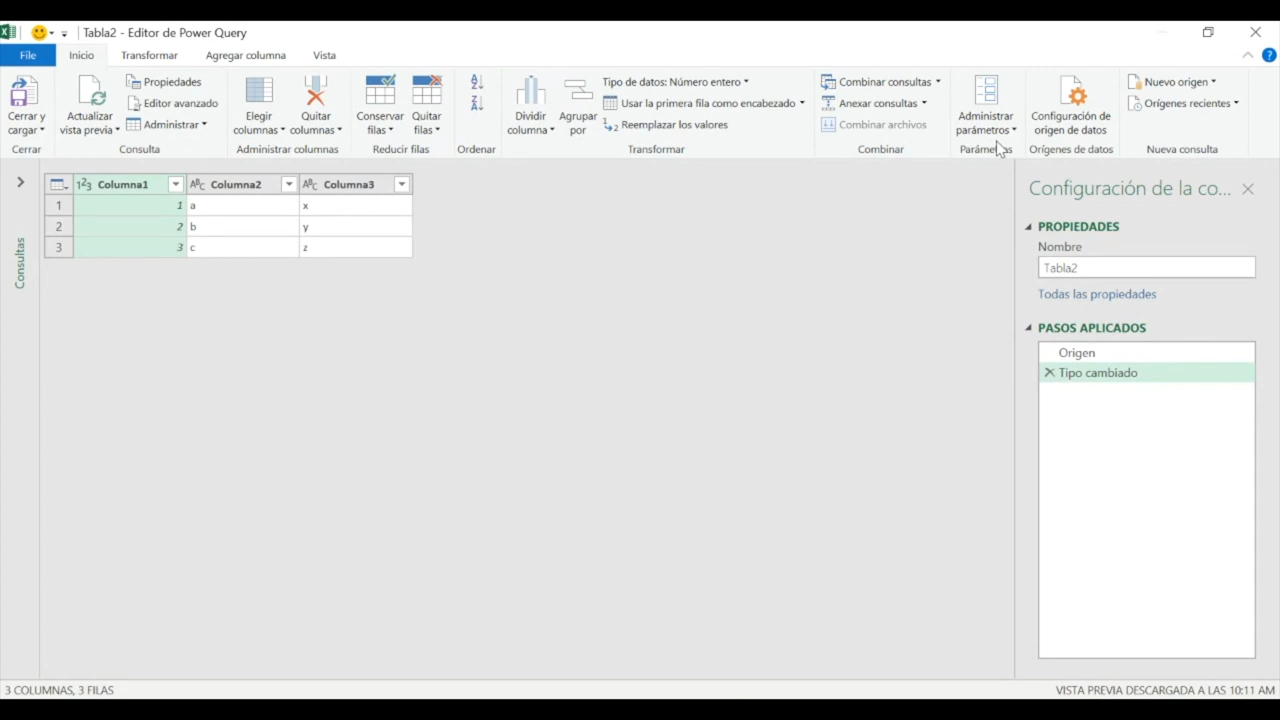 Tabla2 - Editor de Power Query
File Inicio Transformar Agregar columna Vista
Cerrar y cargar
Cerrar
Actualizar vista previa
Propiedades
Editor avanzado
Administrar
Consulta
Elegir columnas
Quitar columnas
Administrar columnas
Conservar filas
Quitar filas
Reducir filas
Ordenar
Dividir columna
Agrupar por
Tipo de datos: Número entero
Usar la primera fila como encabezado
Reemplazar los valores
Transformar
Combinar consultas
Anexar consultas
Combinar archivos
Combinar
Administrar parámetros
Configuración de origen de datos
Orígenes de datos
Nuevo origen
Orígenes recientes
Nueva consulta
Consultas
Columna1 Columna2 Columna3
1 1 a x
2 2 b y
3 3 c z
Configuración de la co...
PROPIEDADES
Nombre
Tabla2
Todas las propiedades
PASOS APLICADOS
Origen
Tipo cambiado
3 COLUMNAS, 3 FILAS
VISTA PREVIA DESCARGADA A LAS 10:11 AM